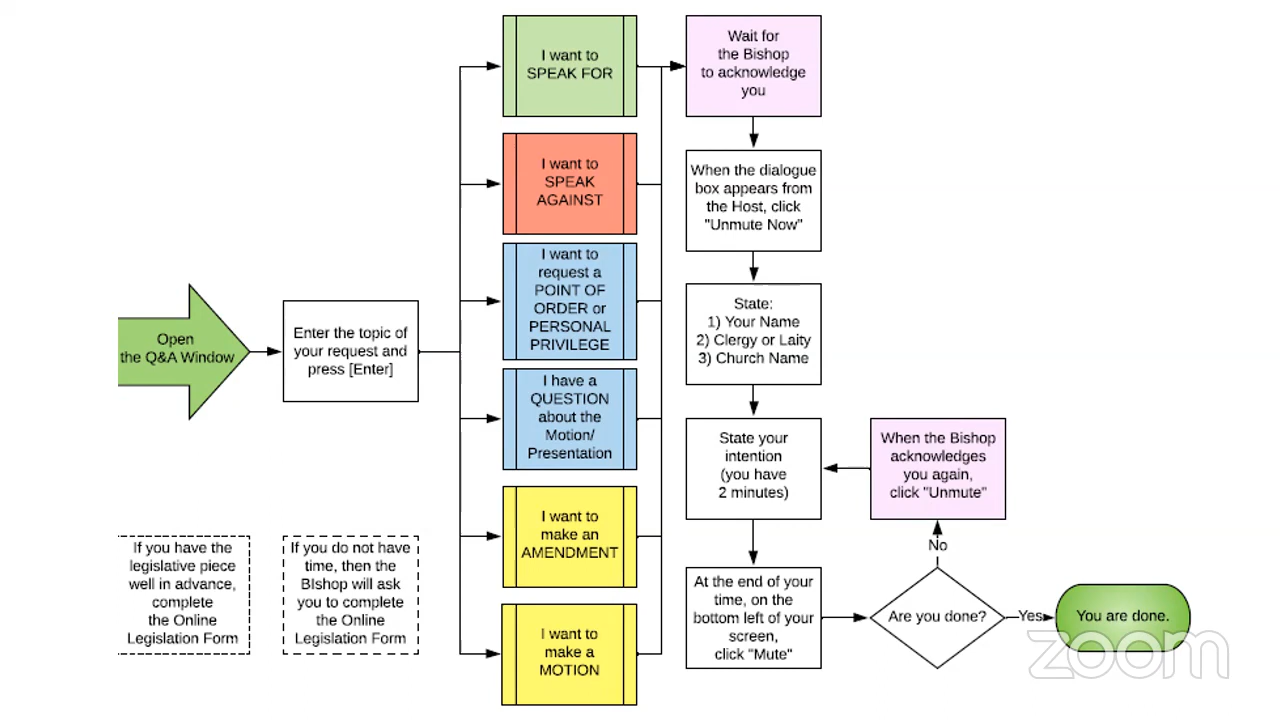 Open
the Q&A Window
Enter the topic of
your request and
press [Enter]
I want to
SPEAK FOR
I want to
SPEAK
AGAINST
I want to
request a
POINT OF
ORDER or
PERSONAL
PRIVILEGE
I have a
QUESTION
about the
Motion/
Presentation
I want to
make an
AMENDMENT
I want to
make a
MOTION
Wait for
the Bishop
to acknowledge
you
When the dialogue
box appears from
the Host, click
"Unmute Now"
State:
1) Your Name
2) Clergy or Laity
3) Church Name
State your
intention
(you have
2 minutes)
At the end of your
time, on the
bottom left of your
screen,
click "Mute"
Are you done?
No
When the Bishop
acknowledges
you again,
click "Unmute"
Yes
You are done.
If you have the
legislative piece
well in advance,
complete
the Online
Legislation Form
If you do not have
time, then the
BIshop will ask
you to complete
the Online
Legislation Form
zoom